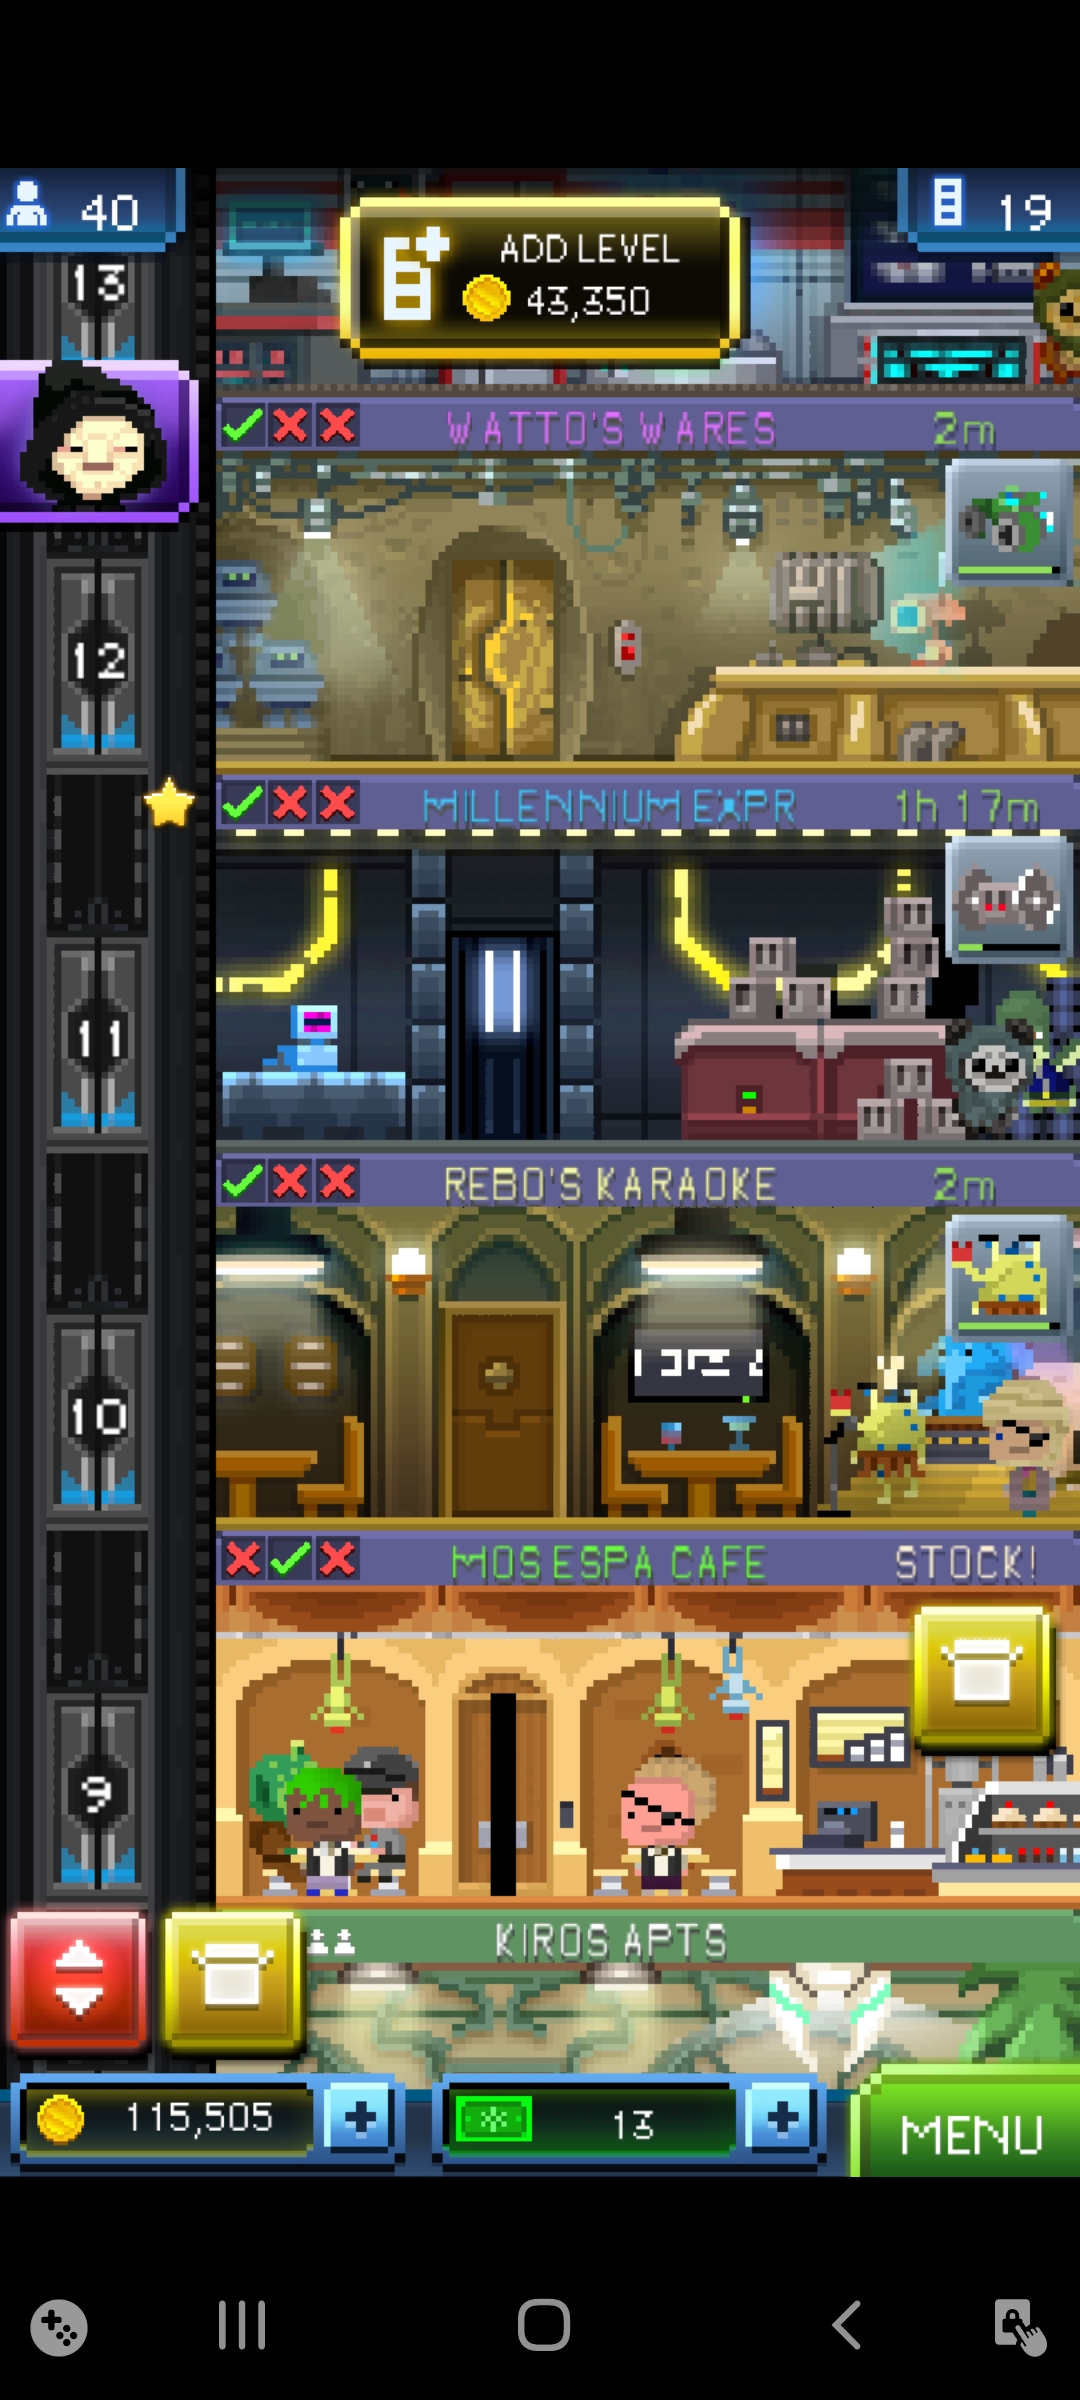 40
ADD LEVEL
43,350
19
13
WATTO'S WARES
2m
12
MILLENNIUM EXPR
1h 17m
11
REBO'S KARAOKE
2m
10
MOS ESPA CAFE
STOCK!
9
KIROS APTS
115,505
13
MENU